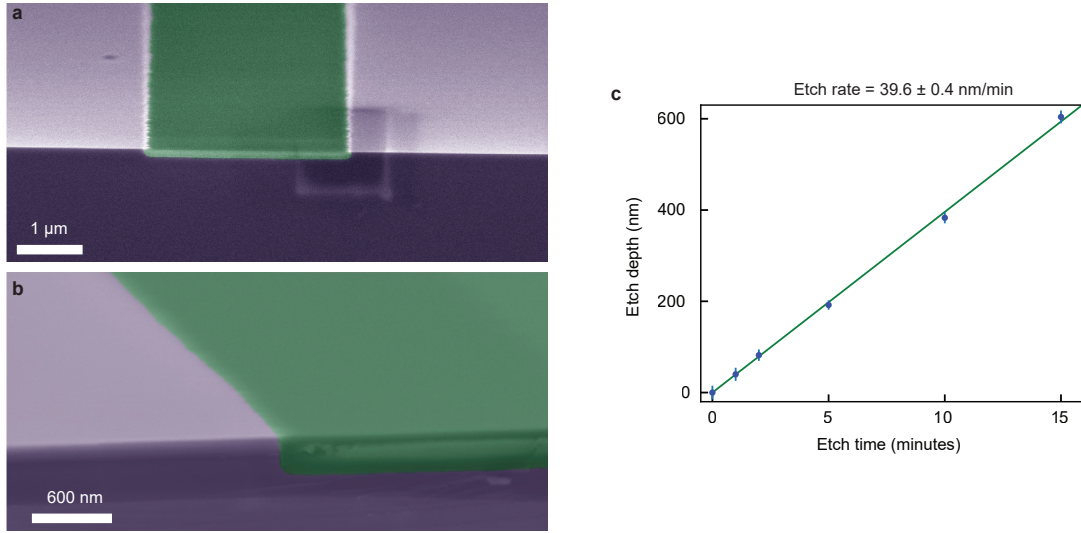 a
1 μm
b
600 nm
c
Etch rate = 39.6 ± 0.4 nm/min
Etch depth (nm)
600
400
200
0
0 5 10 15
Etch time (minutes)